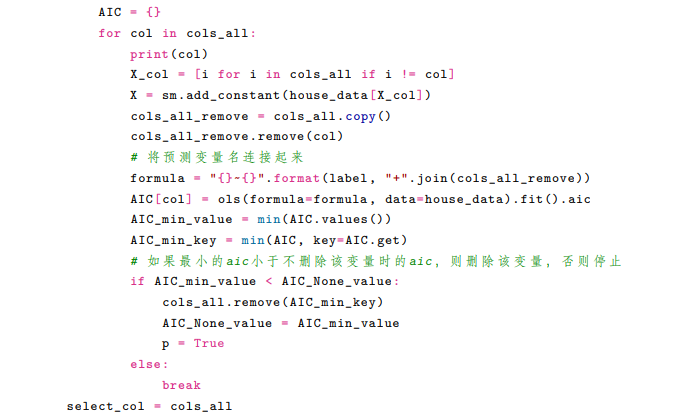 AIC = {}
for col in cols_all:
print(col)
X_col = [i for i in cols_all if i != col]
X = sm.add_constant(house_data[X_col])
cols_all_remove = cols_all.copy()
cols_all_remove.remove(col)
# 将预测变量名连接起来
formula = "{}~{}".format(label, "+".join(cols_all_remove))
AIC[col] = ols(formula=formula, data=house_data).fit().aic
AIC_min_value = min(AIC.values())
AIC_min_key = min(AIC, key=AIC.get)
# 如果最小的aic小于不删除该变量时的aic, 则删除该变量, 否则停止
if AIC_min_value < AIC_None_value:
cols_all.remove(AIC_min_key)
AIC_None_value = AIC_min_value
p = True
else:
break
select_col = cols_all